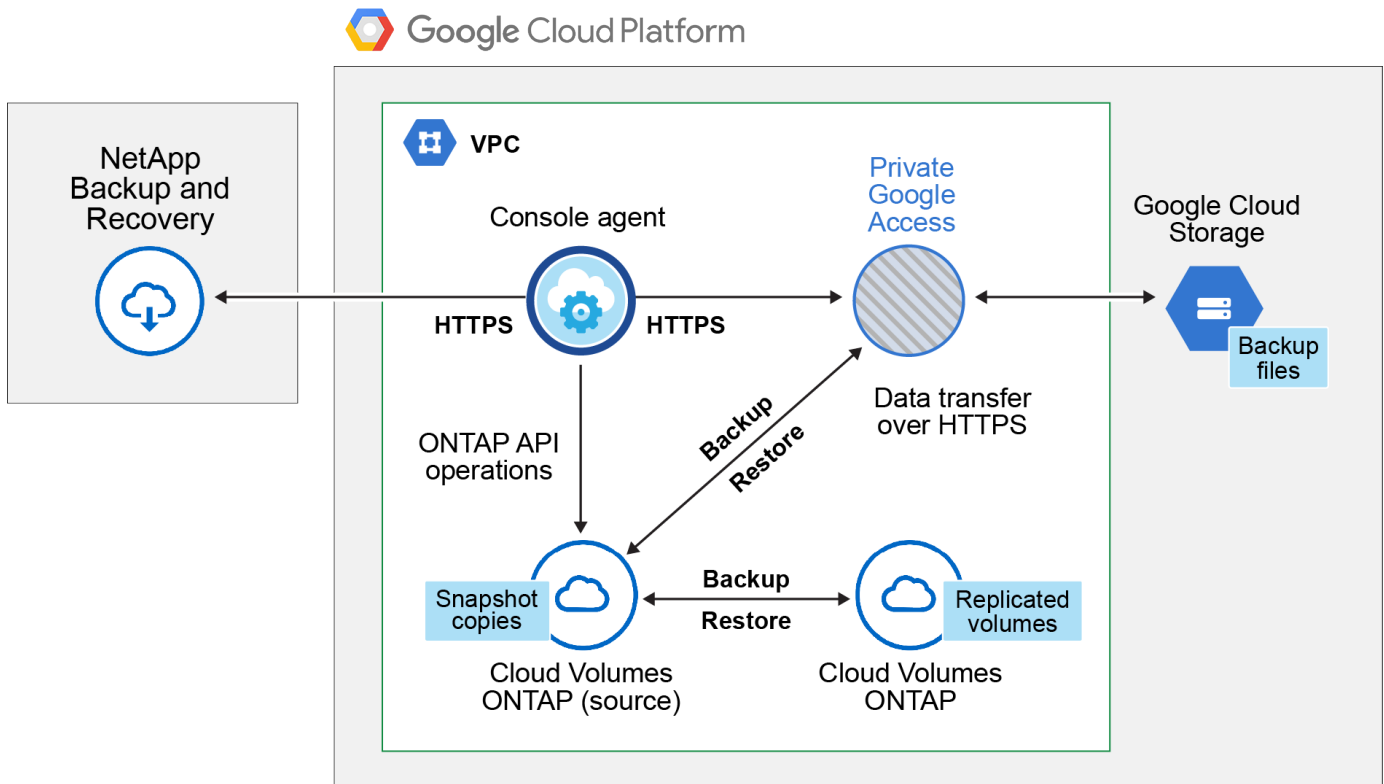 Google Cloud Platform
NetApp
Backup and
Recovery
VPC
Console agent
Private
Google
Access
Google Cloud
Storage
HTTPS
HTTPS
Backup
files
Data transfer
over HTTPS
ONTAP API
operations
Backup
Restore
Snapshot
copies
Backup
Restore
Replicated
volumes
Cloud Volumes
ONTAP (source)
Cloud Volumes
ONTAP